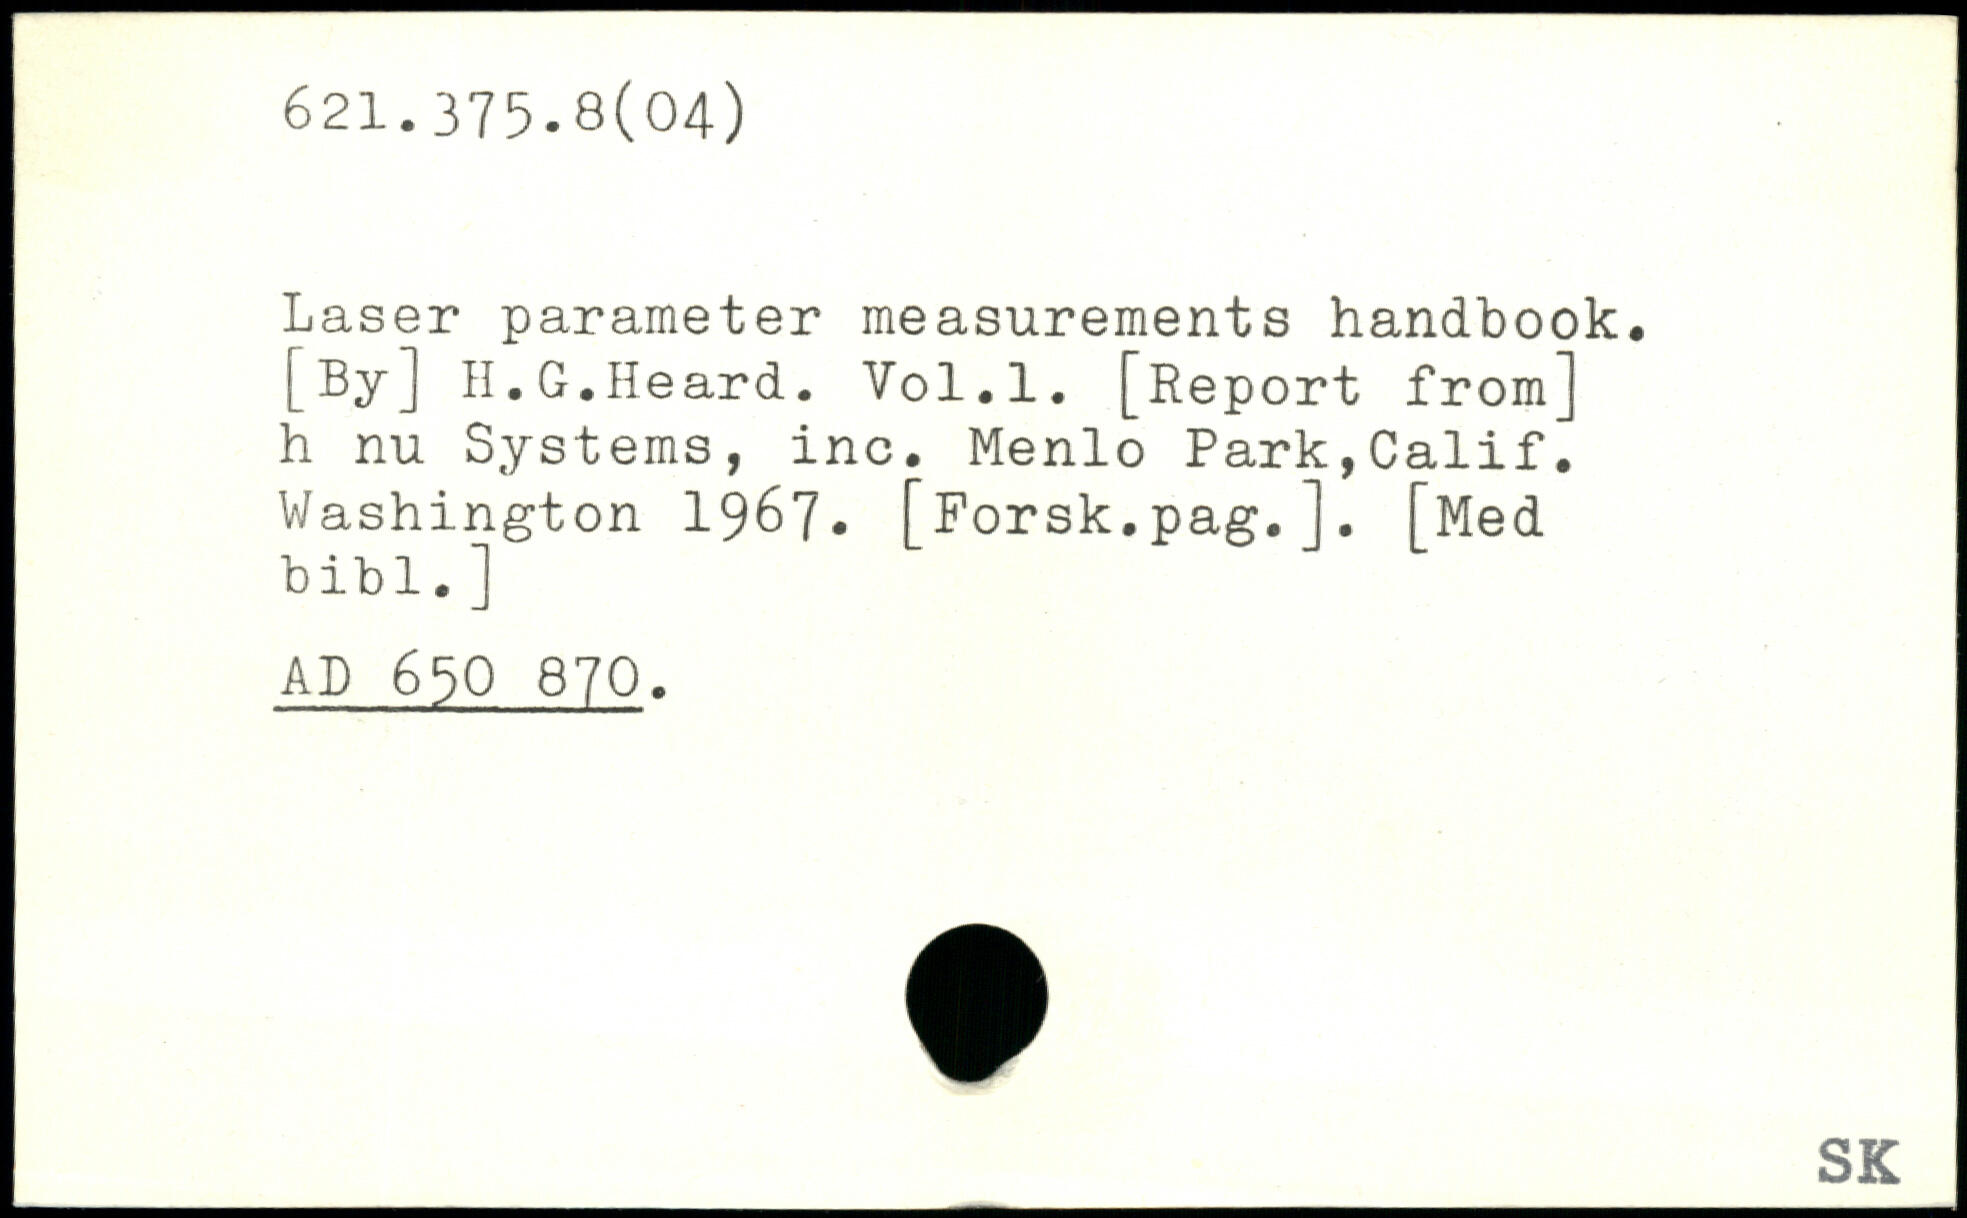 621.375.8(04)
Laser parameter measurements handbook.
[By] H.G.Heard. Vol.1. [Report from]
h nu Systems, inc. Menlo Park,Calif.
Washington 1967. [Forsk.pag.]. [Med
bibl.]
AD 650 870.
SK